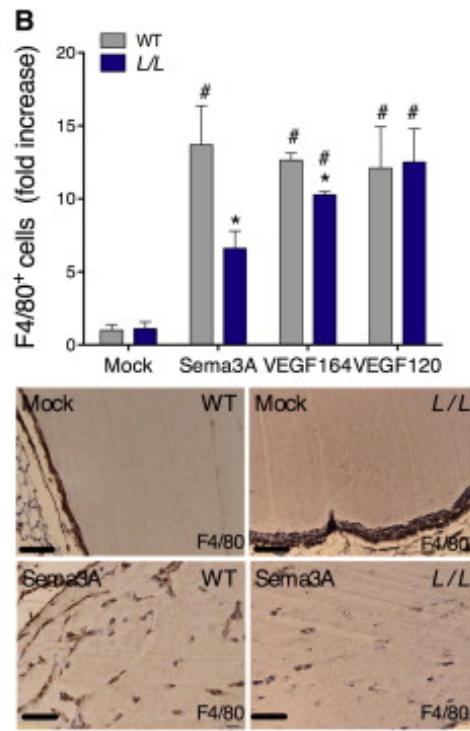 B
WT
L/L
F4/80+ cells (fold increase)
20
15
10
5
0
#
*
#
#
*
#
#
Mock Sema3A VEGF164 VEGF120
Mock WT
F4/80
Mock L/L
F4/80
Sema3A WT
F4/80
Sema3A L/L
F4/80